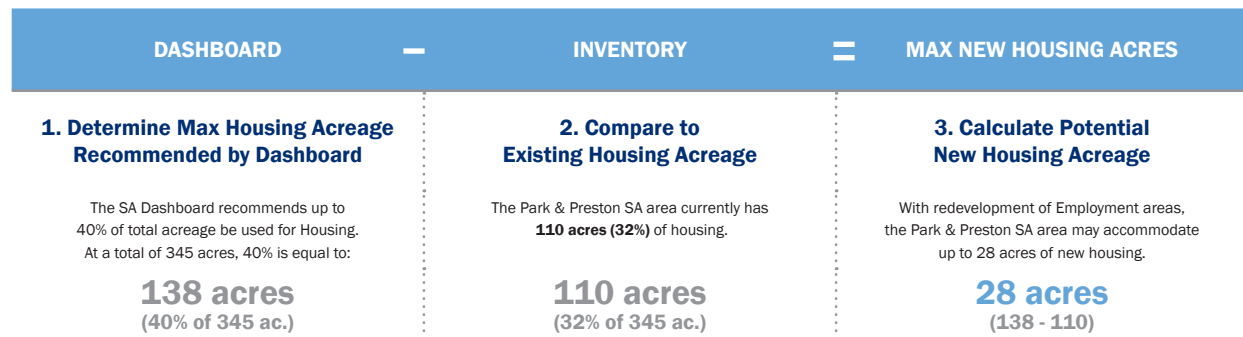 DASHBOARD – INVENTORY = MAX NEW HOUSING ACRES
1. Determine Max Housing Acreage
Recommended by Dashboard
The SA Dashboard recommends up to
40% of total acreage be used for Housing.
At a total of 345 acres, 40% is equal to:
138 acres
(40% of 345 ac.)
2. Compare to
Existing Housing Acreage
The Park & Preston SA area currently has
110 acres (32%) of housing.
110 acres
(32% of 345 ac.)
3. Calculate Potential
New Housing Acreage
With redevelopment of Employment areas,
the Park & Preston SA area may accommodate
up to 28 acres of new housing.
28 acres
(138 - 110)